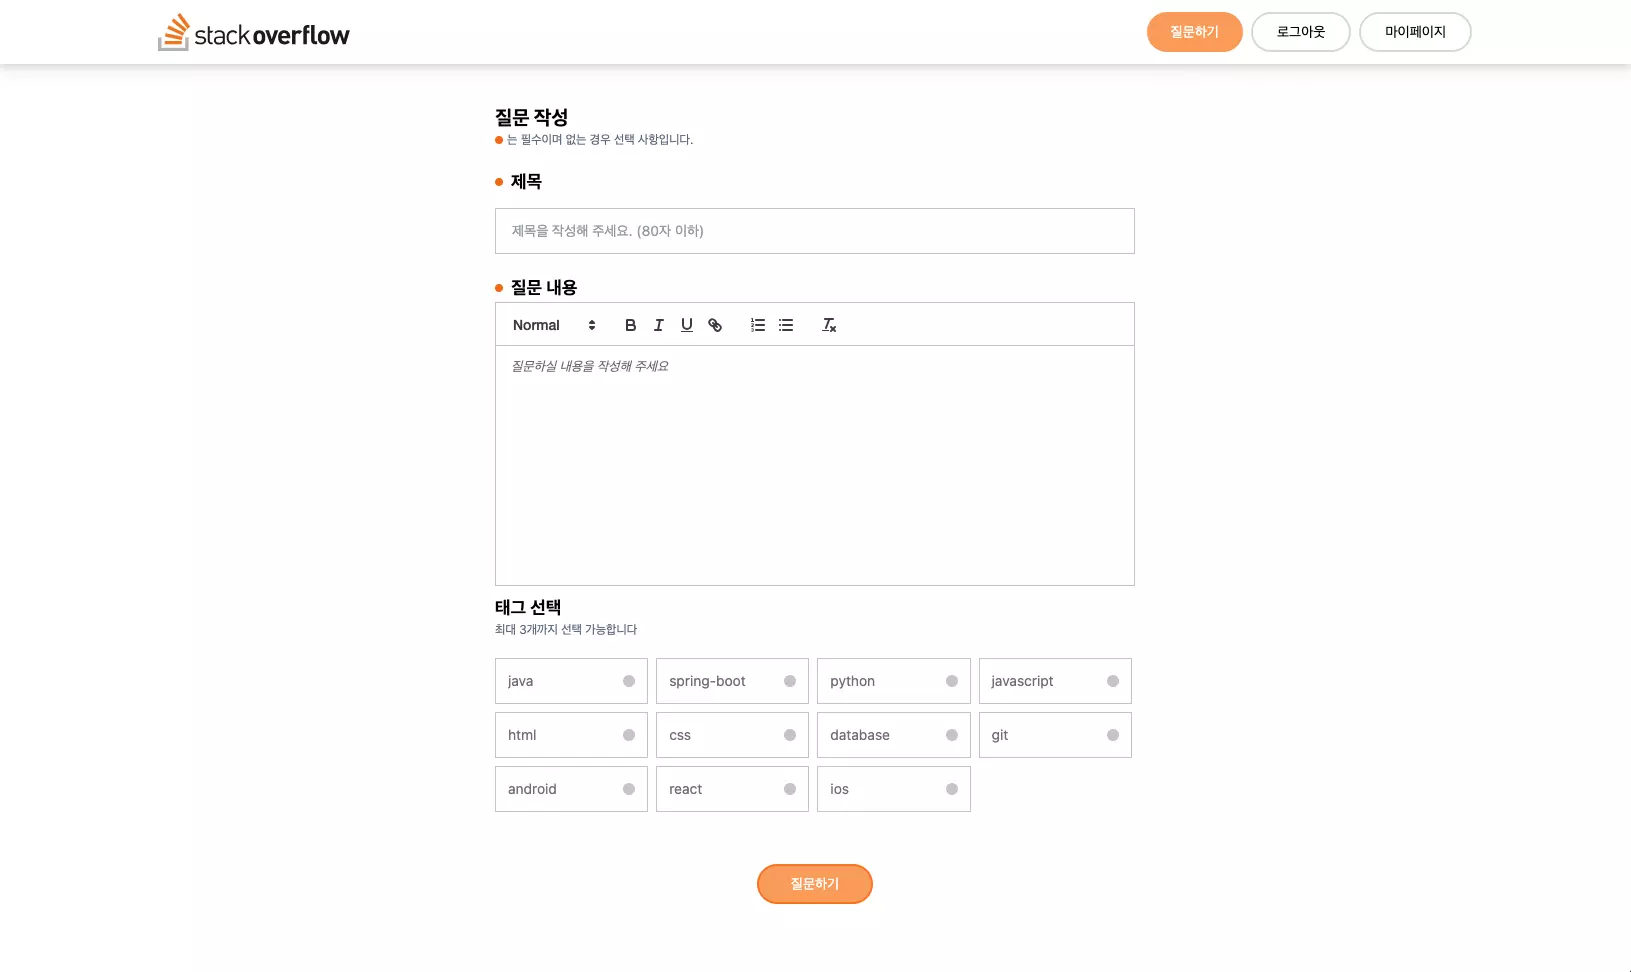 stack overflow
질문하기
로그아웃
마이페이지
질문 작성
는 필수이며 없는 경우 선택 사항입니다.
제목
제목을 작성해 주세요. (80자 이하)
질문 내용
Normal
질문하실 내용을 작성해 주세요
태그 선택
최대 3개까지 선택 가능합니다
java
spring-boot
python
javascript
html
css
database
git
android
react
ios
질문하기